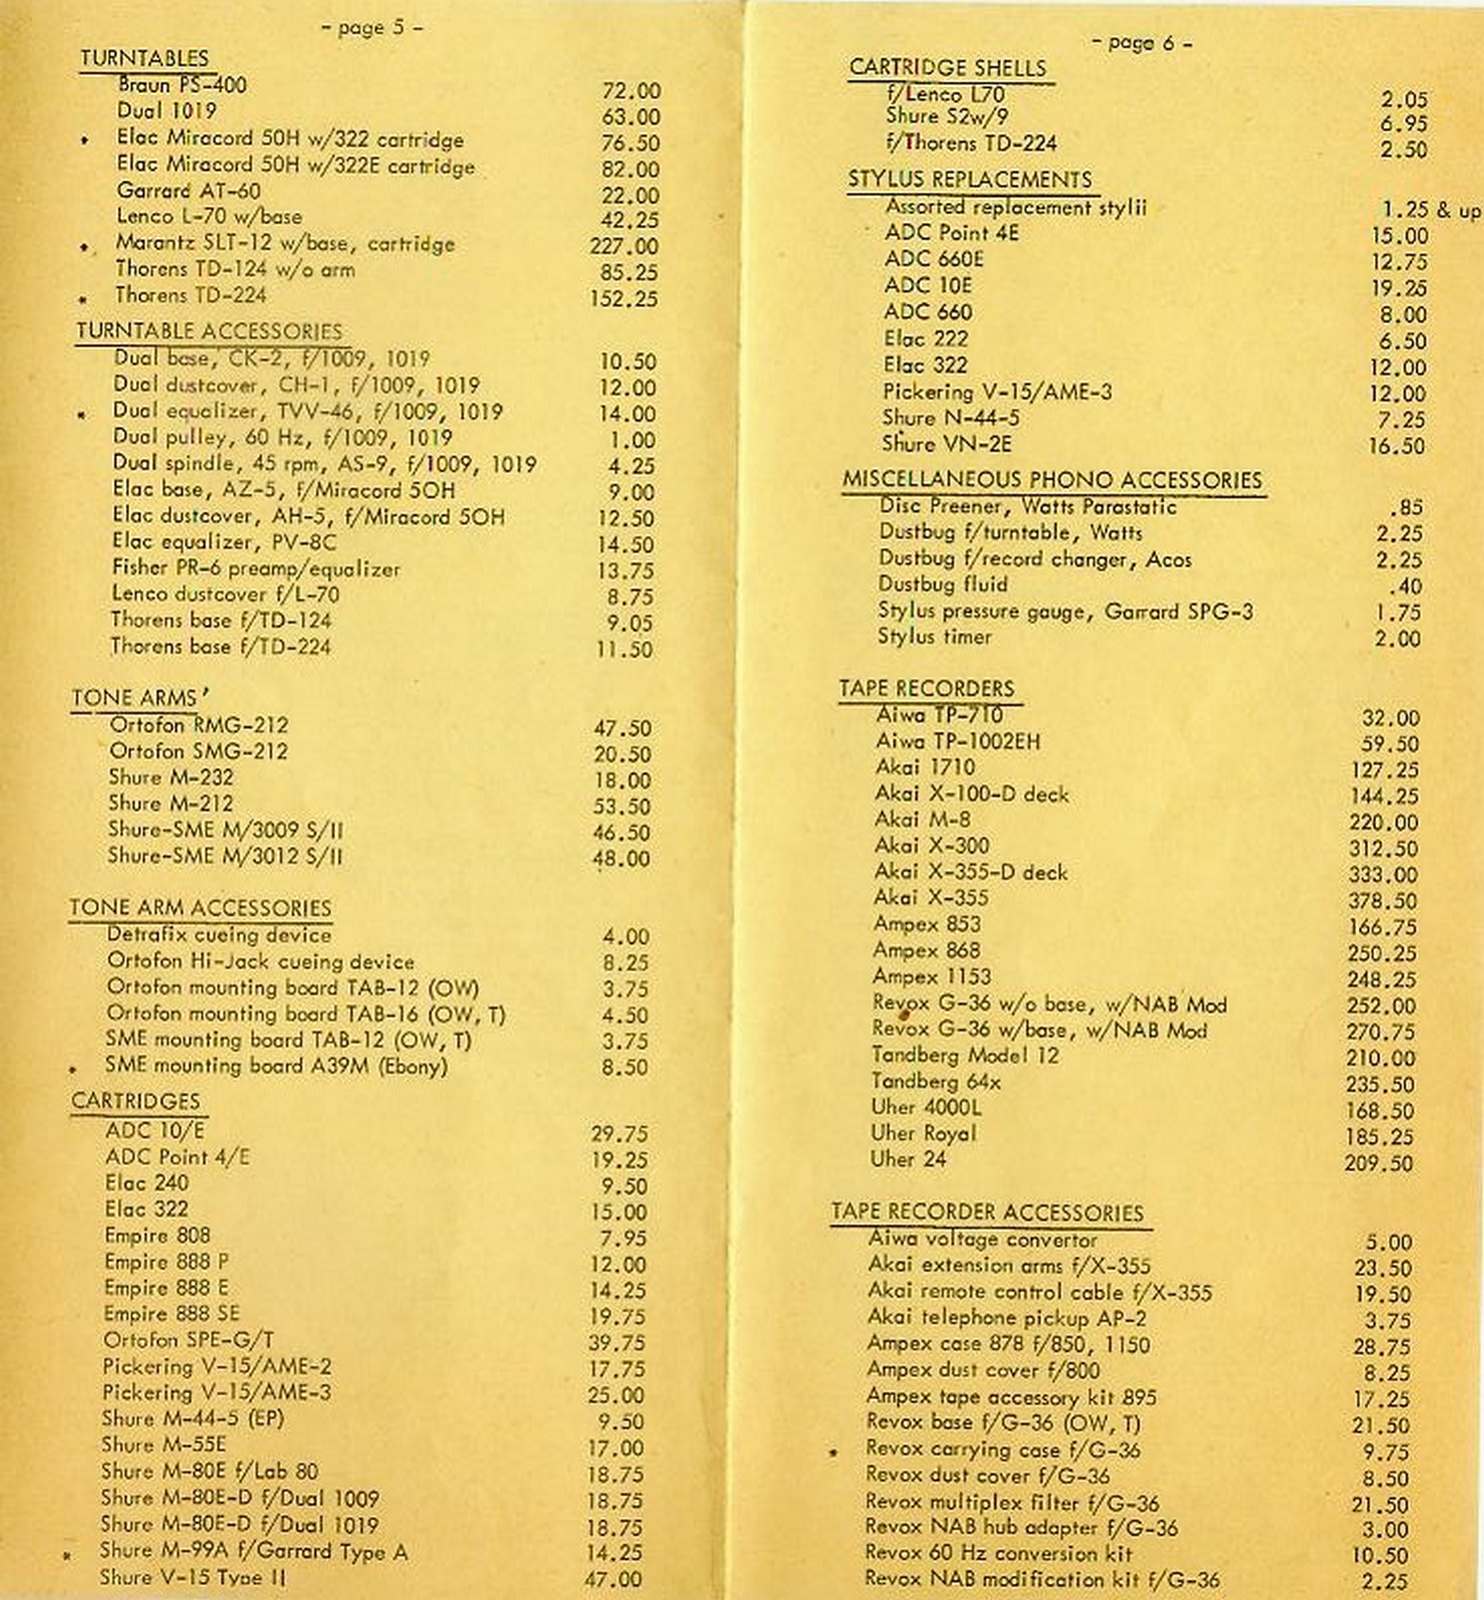 - page 5 -
TURNTABLES
Braun PS-400 72.00
Dual 1019 63.00
* Elac Miracord 50H w/322 cartridge 76.50
Elac Miracord 50H w/322E cartridge 82.00
Garrard AT-60 22.00
Lenco L-70 w/base 42.25
* Marantz SLT-12 w/base, cartridge 227.00
Thorens TD-124 w/o arm 85.25
* Thorens TD-224 152.25
TURNTABLE ACCESSORIES
Dual base, CK-2, f/1009, 1019 10.50
Dual dustcover, CH-1, f/1009, 1019 12.00
* Dual equalizer, TVV-46, f/1009, 1019 14.00
Dual pulley, 60 Hz, f/1009, 1019 1.00
Dual spindle, 45 rpm, AS-9, f/1009, 1019 4.25
Elac base, AZ-5, f/Miracord 50H 9.00
Elac dustcover, AH-5, f/Miracord 50H 12.50
Elac equalizer, PV-8C 14.50
Fisher PR-6 preamp/equalizer 13.75
Lenco dustcover f/L-70 8.75
Thorens base f/TD-124 9.05
Thorens base f/TD-224 11.50
TONE ARMS'
Ortofon RMG-212 47.50
Ortofon SMG-212 20.50
Shure M-232 18.00
Shure M-212 53.50
Shure-SME M/3009 S/II 46.50
Shure-SME M/3012 S/II 48.00
TONE ARM ACCESSORIES
Detrafix cueing device 4.00
Ortofon Hi-Jack cueing device 8.25
Ortofon mounting board TAB-12 (OW) 3.75
Ortofon mounting board TAB-16 (OW, T) 4.50
SME mounting board TAB-12 (OW, T) 3.75
* SME mounting board A39M (Ebony) 8.50
CARTRIDGES
ADC 10/E 29.75
ADC Point 4/E 19.25
Elac 240 9.50
Elac 322 15.00
Empire 808 7.95
Empire 888 P 12.00
Empire 888 E 14.25
Empire 888 SE 19.75
Ortofon SPE-G/T 39.75
Pickering V-15/AME-2 17.75
Pickering V-15/AME-3 25.00
Shure M-44-5 (EP) 9.50
Shure M-55E 17.00
Shure M-80E f/Lab 80 18.75
Shure M-80E-D f/Dual 1009 18.75
Shure M-80E-D f/Dual 1019 18.75
* Shure M-99A f/Garrard Type A 14.25
Shure V-15 Type II 47.00
- page 6 -
CARTRIDGE SHELLS
f/Lenco L70 2.05
Shure S2w/9 6.95
f/Thorens TD-224 2.50
STYLUS REPLACEMENTS
Assorted replacement stylii 1.25 & up
ADC Point 4E 15.00
ADC 660E 12.75
ADC 10E 19.25
ADC 660 8.00
Elac 222 6.50
Elac 322 12.00
Pickering V-15/AME-3 12.00
Shure N-44-5 7.25
Shure VN-2E 16.50
MISCELLANEOUS PHONO ACCESSORIES
Disc Preener, Watts Parastatic .85
Dustbug f/turntable, Watts 2.25
Dustbug f/record changer, Acos 2.25
Dustbug fluid .40
Stylus pressure gauge, Garrard SPG-3 1.75
Stylus timer 2.00
TAPE RECORDERS
Aiwa TP-710 32.00
Aiwa TP-1002EH 59.50
Akai 1710 127.25
Akai X-100-D deck 144.25
Akai M-8 220.00
Akai X-300 312.50
Akai X-355-D deck 333.00
Akai X-355 378.50
Ampex 853 166.75
Ampex 868 250.25
Ampex 1153 248.25
Revox G-36 w/o base, w/NAB Mod 252.00
Revox G-36 w/base, w/NAB Mod 270.75
Tandberg Model 12 210.00
Tandberg 64x 235.50
Uher 4000L 168.50
Uher Royal 185.25
Uher 24 209.50
TAPE RECORDER ACCESSORIES
Aiwa voltage convertor 5.00
Akai extension arms f/X-355 23.50
Akai remote control cable f/X-355 19.50
Akai telephone pickup AP-2 3.75
Ampex case 878 f/850, 1150 28.75
Ampex dust cover f/800 8.25
Ampex tape accessory kit 895 17.25
Revox base f/G-36 (OW, T) 21.50
* Revox carrying case f/G-36 9.75
Revox dust cover f/G-36 8.50
Revox multiplex filter f/G-36 21.50
Revox NAB hub adapter f/G-36 3.00
Revox 60 Hz conversion kit 10.50
Revox NAB modification kit f/G-36 2.25